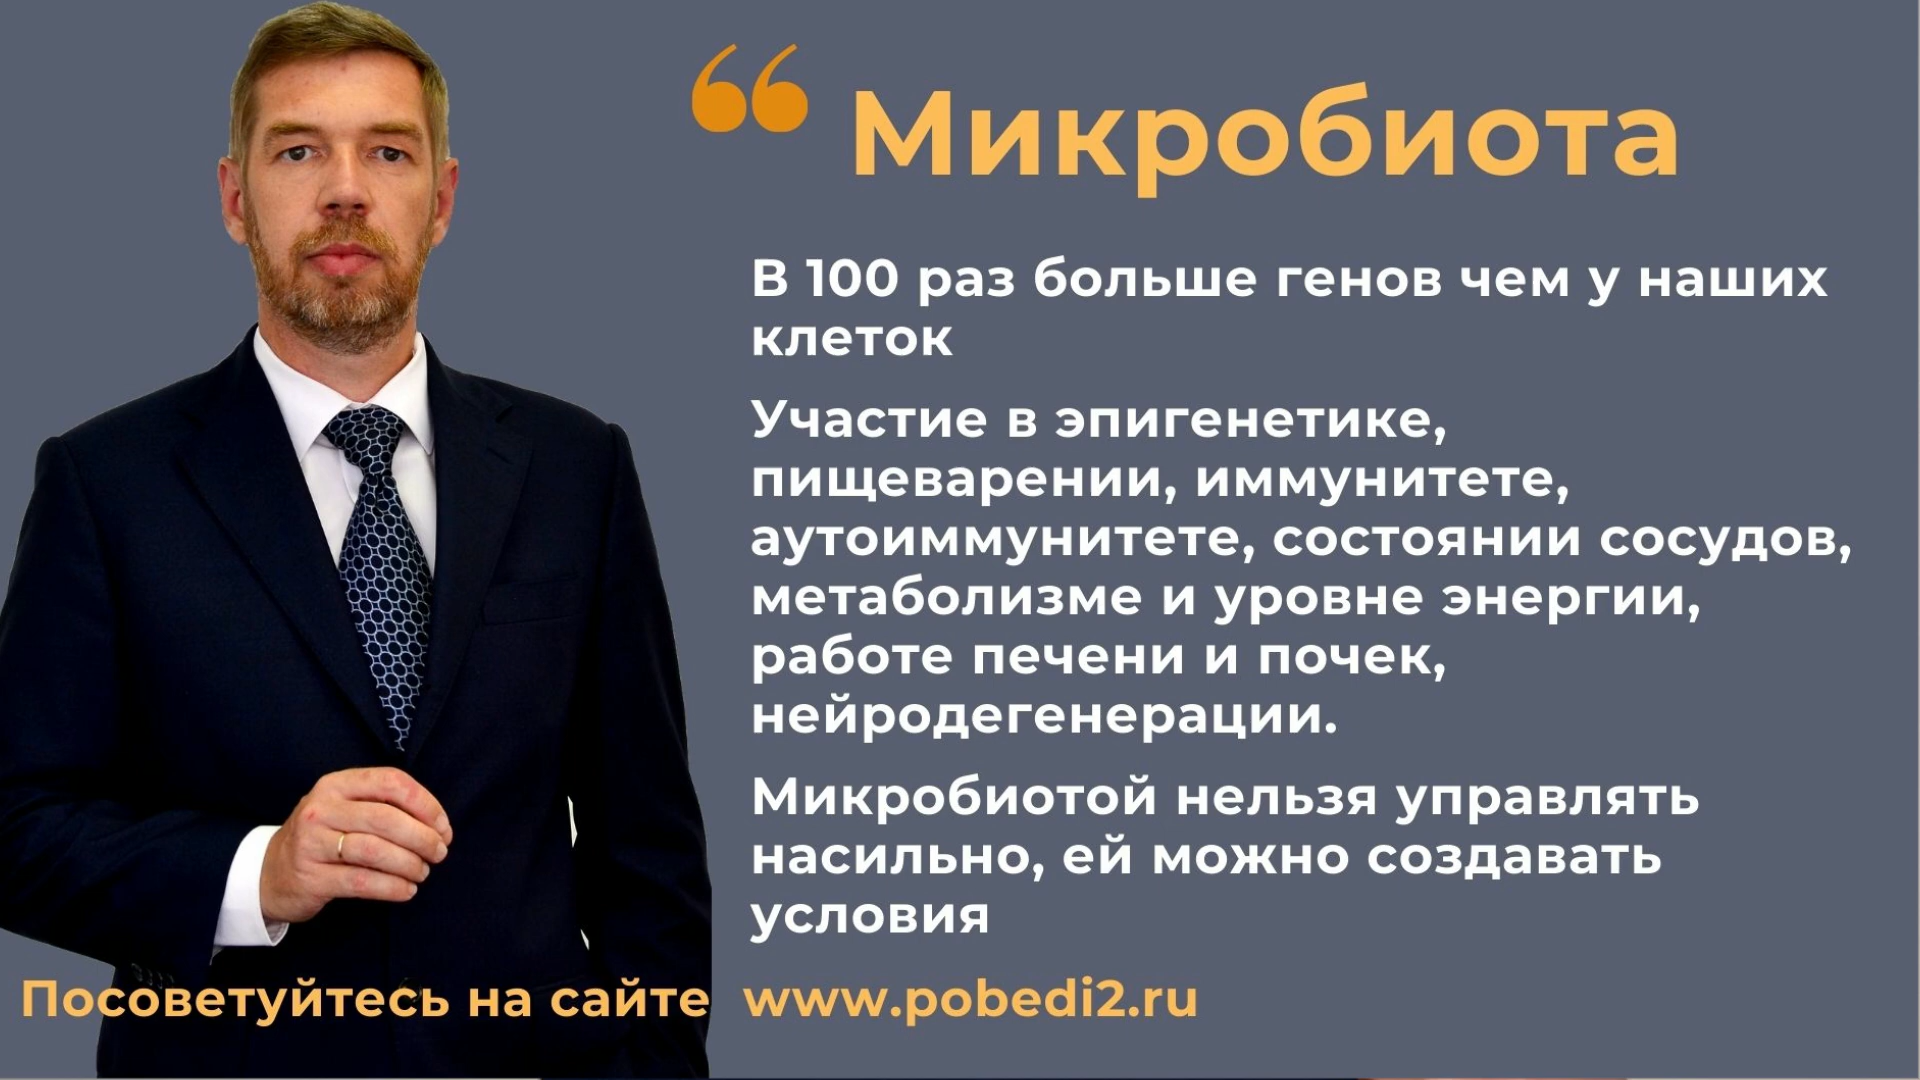 “ Микробиота
В 100 раз больше генов чем у наших
клеток
Участие в эпигенетике,
пищеварении, иммунитете,
аутоиммунитете, состоянии сосудов,
метаболизме и уровне энергии,
работе печени и почек,
нейродегенерации.
Микробиотой нельзя управлять
насильно, ей можно создавать
условия
Посоветуйтесь на сайте www.pobedi2.ru